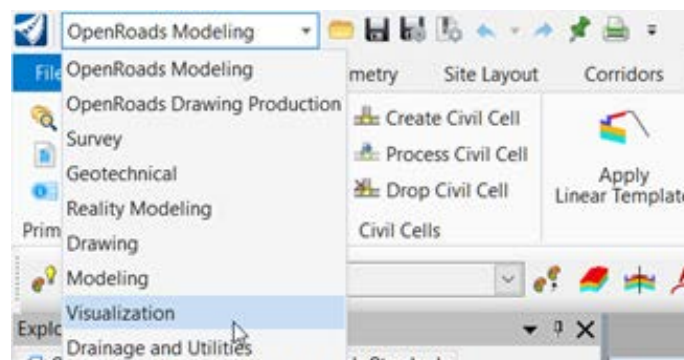 OpenRoads Modeling
File metry Site Layout Corridors
OpenRoads Modeling
OpenRoads Drawing Production
Survey
Geotechnical
Reality Modeling
Drawing
Modeling
Visualization
Drainage and Utilities
Create Civil Cell
Process Civil Cell
Drop Civil Cell
Civil Cells
Apply
Linear Template
Prim
Explo